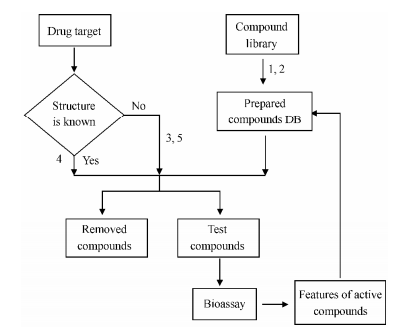 Drug target
Compound
library
1, 2
Structure
is known
No
Prepared
compounds DB
3, 5
4
Yes
Removed
compounds
Test
compounds
Bioassay
Features of active
compounds